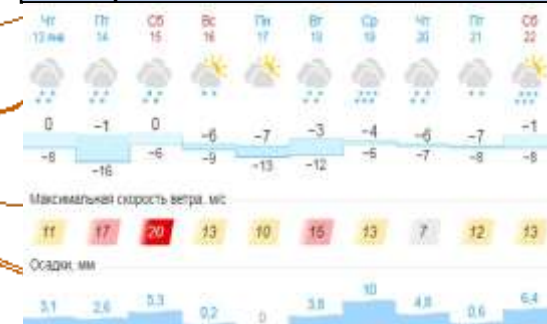 Чт Пт Сб Вс Пн Вт Ср Чт Пт Сб
13 янв 14 15 16 17 18 19 20 21 22
0 −1 0 −6 −7 −3 −4 −6 −7 −1
−8 −16 −6 −9 −13 −12 −5 −7 −8 −8
Максимальная скорость ветра, м/с
11 17 20 13 10 15 13 7 12 13
Осадки, мм
3,1 2,6 5,3 0,2 0 3,8 10 4,8 0,6 6,4